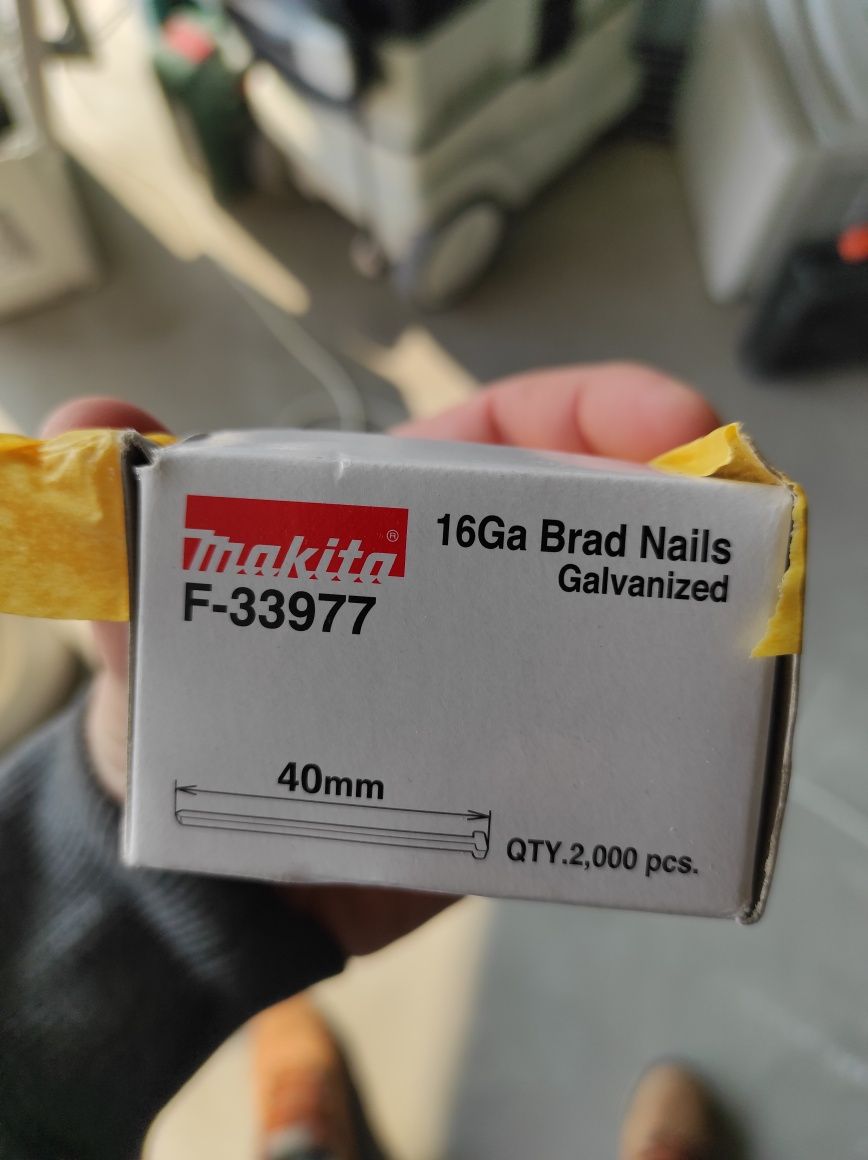 makita®
F-33977
16Ga Brad Nails
Galvanized
40mm
QTY.2,000 pcs.